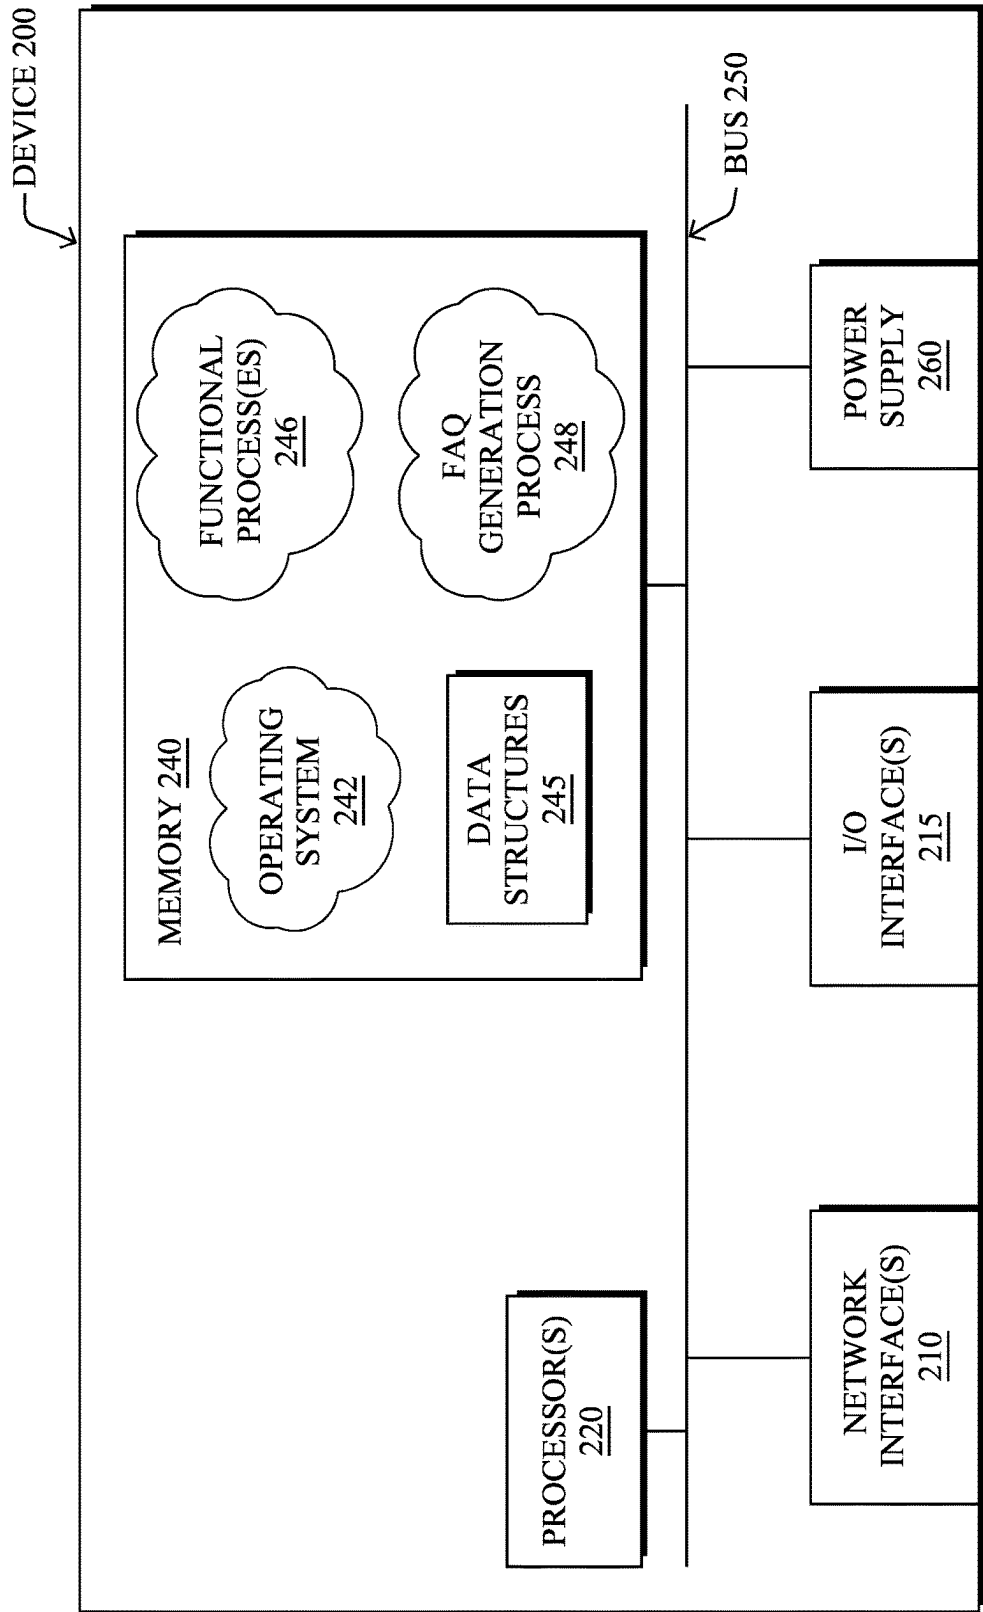 DEVICE 200
MEMORY 240
OPERATING
SYSTEM
242
FUNCTIONAL
PROCESS(ES)
246
DATA
STRUCTURES
245
FAQ
GENERATION
PROCESS
248
PROCESSOR(S)
220
BUS 250
NETWORK
INTERFACE(S)
210
I/O
INTERFACE(S)
215
POWER
SUPPLY
260